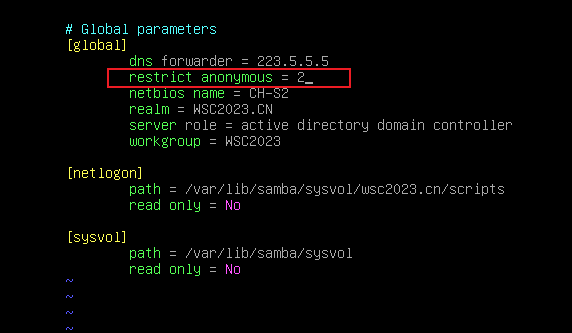 # Global parameters
[global]
dns forwarder = 223.5.5.5
restrict anonymous = 2_
netbios name = CH-S2
realm = WSC2023.CN
server role = active directory domain controller
workgroup = WSC2023
[netlogon]
path = /var/lib/samba/sysvol/wsc2023.cn/scripts
read only = No
[sysvol]
path = /var/lib/samba/sysvol
read only = No
~
~
~
~